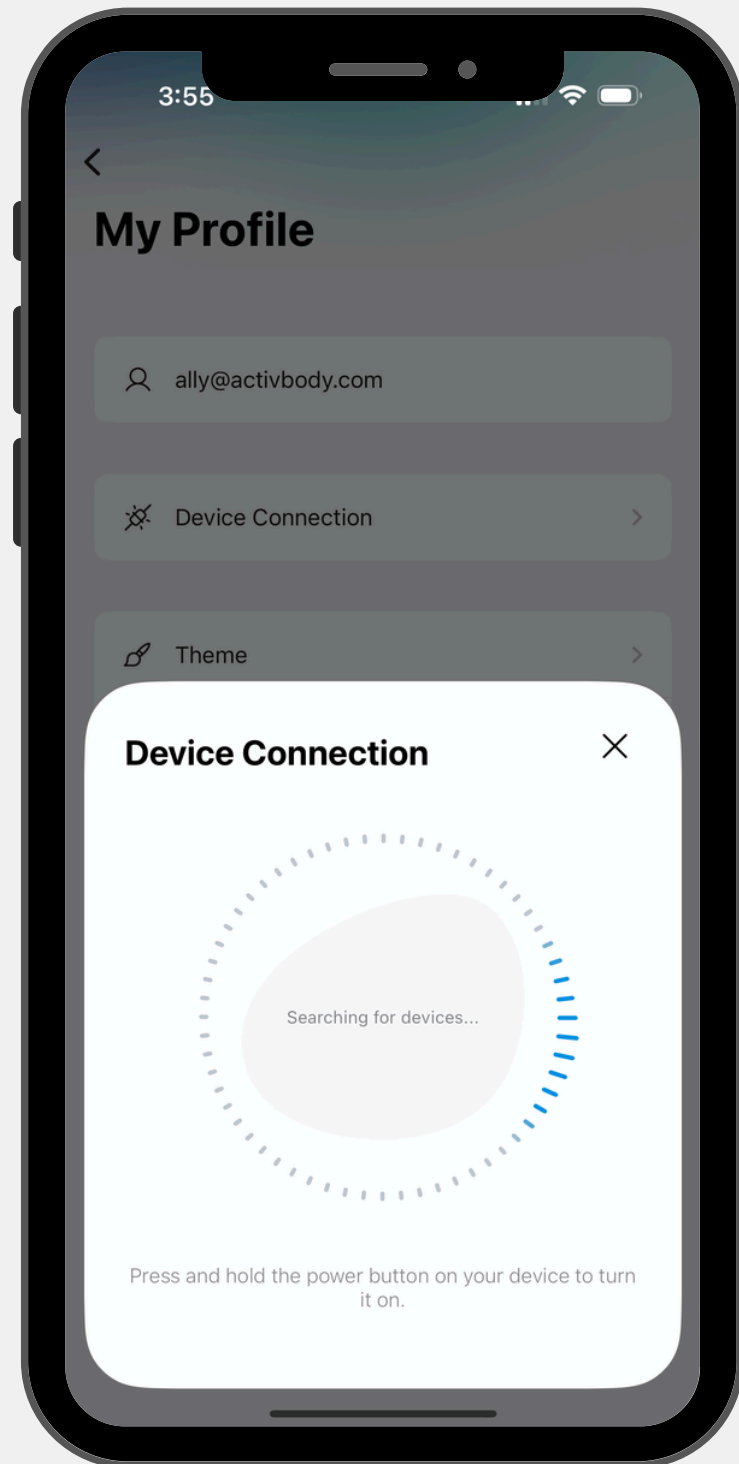 3:55
My Profile
ally@activbody.com
Device Connection
Theme
Device Connection
Searching for devices...
Press and hold the power button on your device to turn
it on.